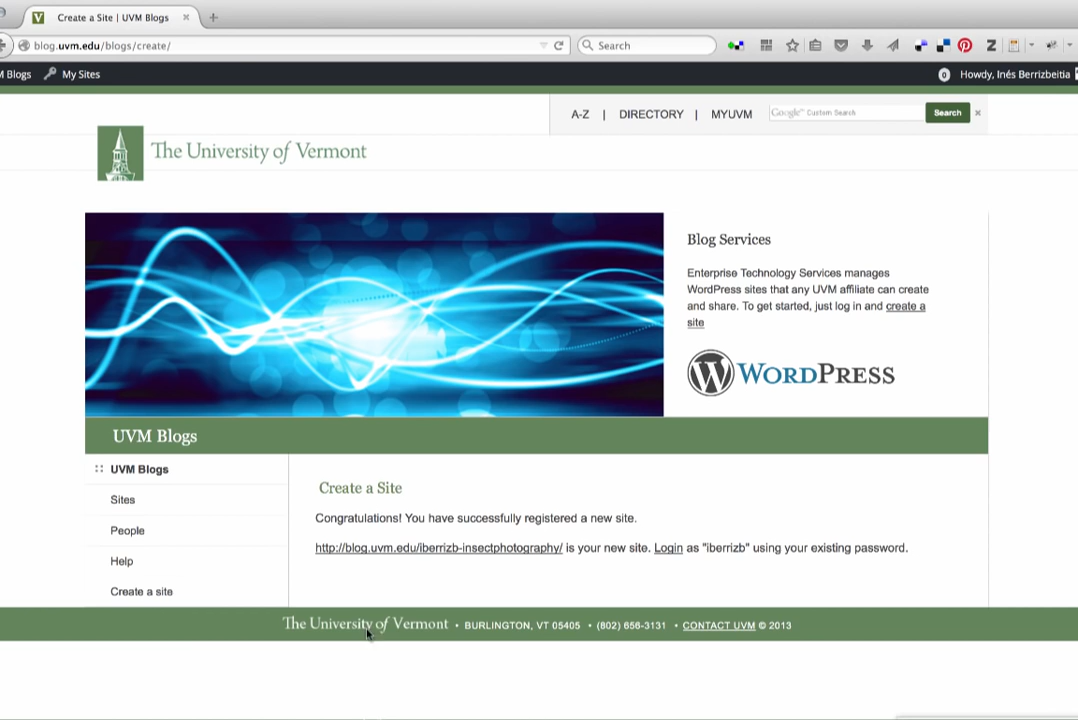 Create a Site | UVM Blogs
blog.uvm.edu/blogs/create/
Search
Blogs
My Sites
0
Howdy, Inés Berrizbeitia
A-Z | DIRECTORY | MYUVM
Google™ Custom Search
Search
The University of Vermont
Blog Services
Enterprise Technology Services manages
WordPress sites that any UVM affiliate can create
and share. To get started, just log in and create a
site
WORDPRESS
UVM Blogs
UVM Blogs
Sites
People
Help
Create a site
Create a Site
Congratulations! You have successfully registered a new site.
http://blog.uvm.edu/iberrizb-insectphotography/ is your new site. Login as "iberrizb" using your existing password.
The University of Vermont • BURLINGTON, VT 05405 • (802) 656-3131 • CONTACT UVM © 2013